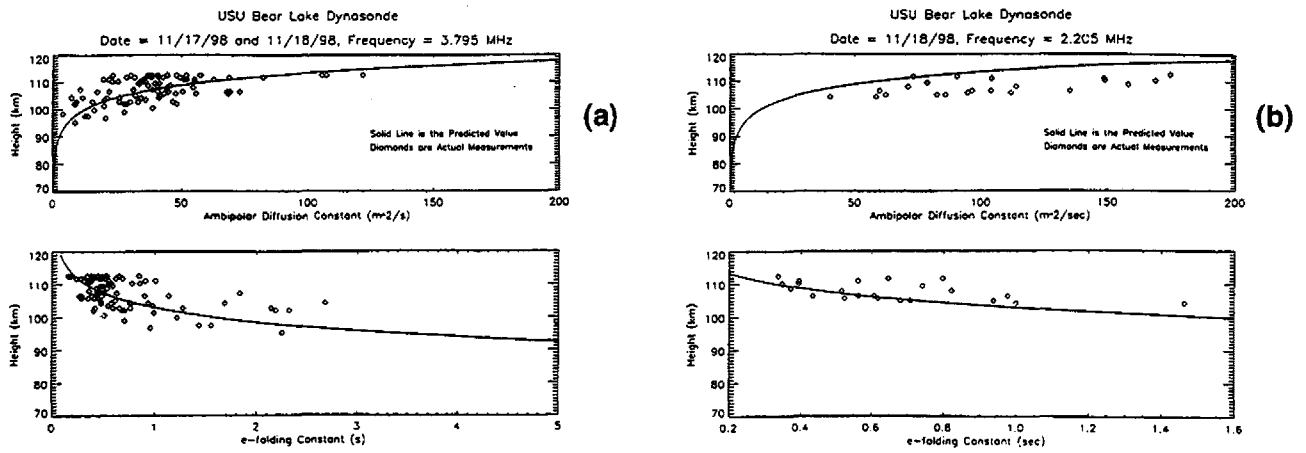 USU Bear Lake Dynasonde
Date = 11/17/98 and 11/18/98, Frequency = 3.795 MHz
120
110
100
90
80
70
Height (km)
Solid Line is the Predicted Value
Diamonds are Actual Measurements
0
50
100
150
200
Ambipolar Diffusion Constant (m^2/s)
(a)
120
110
100
90
80
70
Height (km)
0
1
2
3
4
5
e-folding Constant (s)
USU Bear Lake Dynasonde
Date = 11/18/98, Frequency = 2.205 MHz
120
110
100
90
80
70
Height (km)
Solid Line is the Predicted Value
Diamonds are Actual Measurements
0
50
100
150
200
Ambipolar Diffusion Constant (m^2/sec)
(b)
120
110
100
90
80
70
Height (km)
0.2
0.4
0.6
0.8
1.0
1.2
1.4
1.6
e-folding Constant (sec)